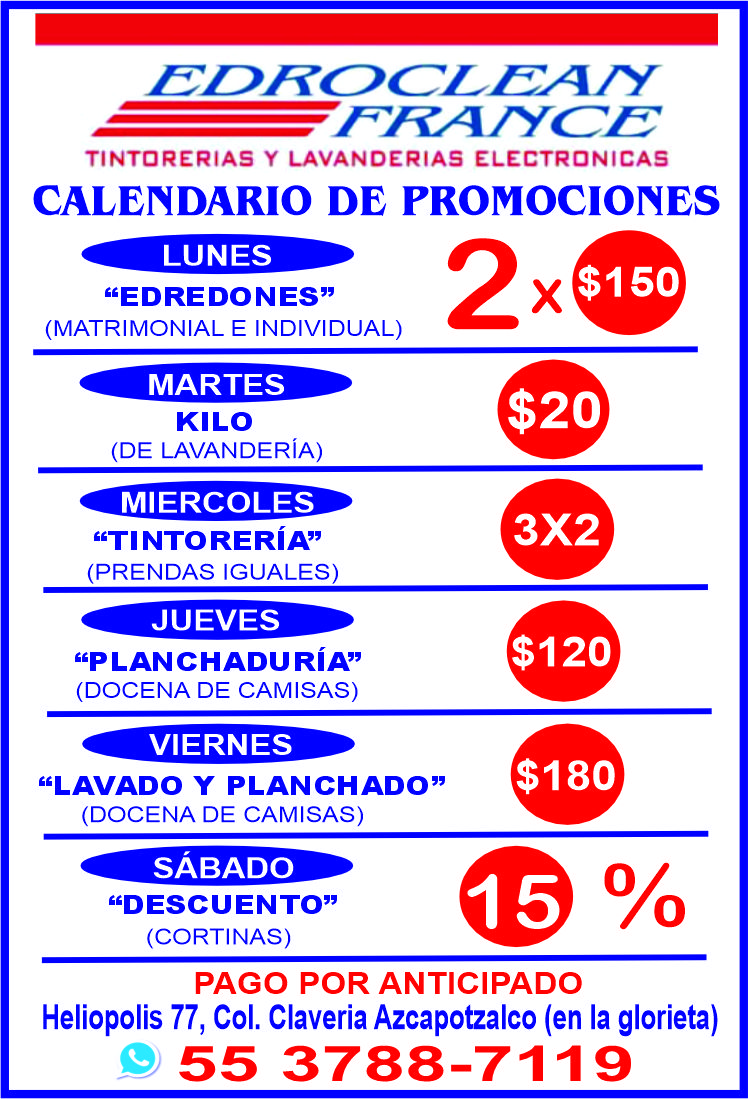 EDROCLEAN
FRANCE
TINTORERIAS Y LAVANDERIAS ELECTRONICAS
CALENDARIO DE PROMOCIONES
LUNES
“EDREDONES”
(MATRIMONIAL E INDIVIDUAL)
2 x $150
MARTES
KILO
(DE LAVANDERÍA)
$20
MIERCOLES
“TINTORERÍA”
(PRENDAS IGUALES)
3X2
JUEVES
“PLANCHADURÍA”
(DOCENA DE CAMISAS)
$120
VIERNES
“LAVADO Y PLANCHADO”
(DOCENA DE CAMISAS)
$180
SÁBADO
“DESCUENTO”
(CORTINAS)
15 %
PAGO POR ANTICIPADO
Heliopolis 77, Col. Claveria Azcapotzalco (en la glorieta)
55 3788-7119